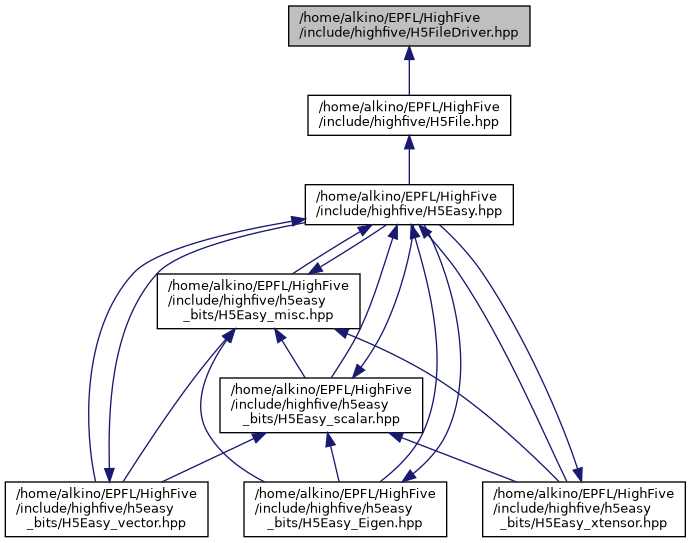 /home/alkino/EPFL/HighFive
/include/highfive/H5FileDriver.hpp
/home/alkino/EPFL/HighFive
/include/highfive/H5File.hpp
/home/alkino/EPFL/HighFive
/include/highfive/H5Easy.hpp
/home/alkino/EPFL/HighFive
/include/highfive/h5easy
_bits/H5Easy_misc.hpp
/home/alkino/EPFL/HighFive
/include/highfive/h5easy
_bits/H5Easy_scalar.hpp
/home/alkino/EPFL/HighFive
/include/highfive/h5easy
_bits/H5Easy_vector.hpp
/home/alkino/EPFL/HighFive
/include/highfive/h5easy
_bits/H5Easy_Eigen.hpp
/home/alkino/EPFL/HighFive
/include/highfive/h5easy
_bits/H5Easy_xtensor.hpp